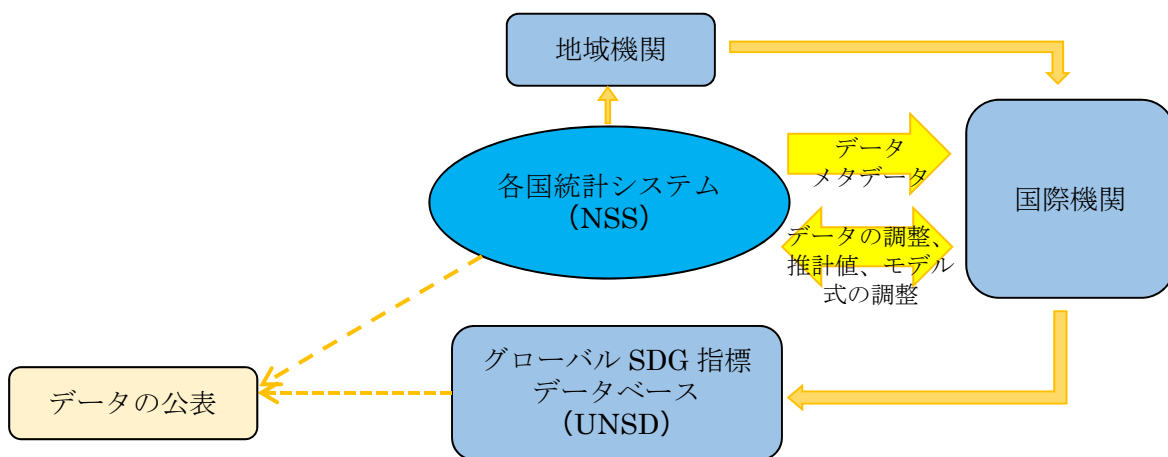 地域機関
各国統計システム
（NSS）
データ
メタデータ
国際機関
データの調整、
推計値、モデル
式の調整
グローバル SDG 指標
データベース
（UNSD）
データの公表